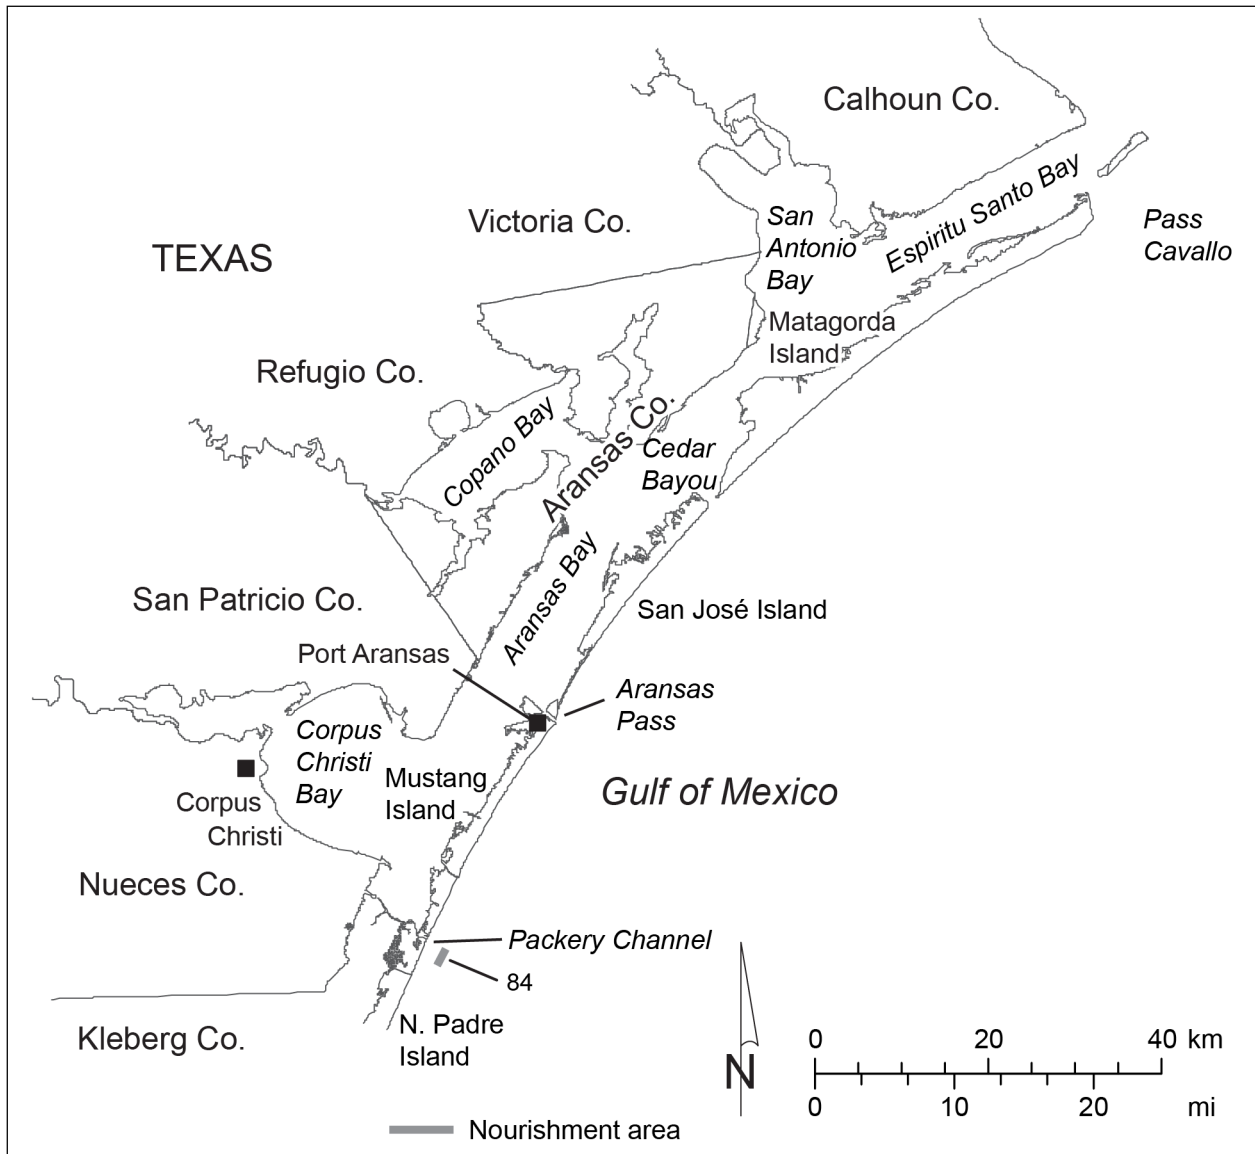 Calhoun Co.
Victoria Co.
San
Antonio
Bay
Espiritu Santo Bay
Pass
Cavallo
TEXAS
Matagorda
Island
Refugio Co.
Copano Bay
Aransas Co.
Cedar
Bayou
Aransas Bay
San Patricio Co.
San José Island
Port Aransas
Aransas
Pass
Corpus
Christi
Bay
Mustang
Island
Gulf of Mexico
Corpus
Christi
Nueces Co.
Packery Channel
84
Kleberg Co.
N. Padre
Island
N
0 20 40 km
0 10 20 mi
Nourishment area